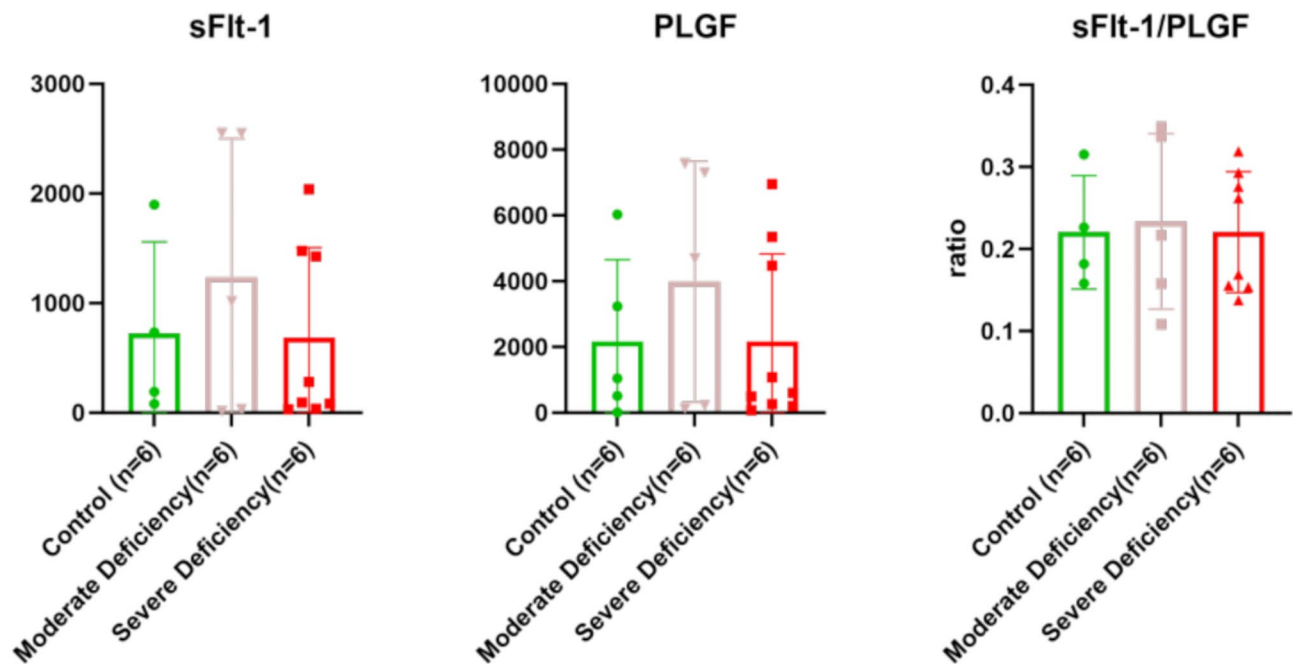 sFlt-1
3000
2000
1000
0
Control (n=6)
Moderate Deficiency(n=6)
Severe Deficiency(n=6)
PLGF
10000
8000
6000
4000
2000
0
Control (n=6)
Moderate Deficiency(n=6)
Severe Deficiency(n=6)
sFlt-1/PLGF
ratio
0.4
0.3
0.2
0.1
0.0
Control (n=6)
Moderate Deficiency(n=6)
Severe Deficiency(n=6)